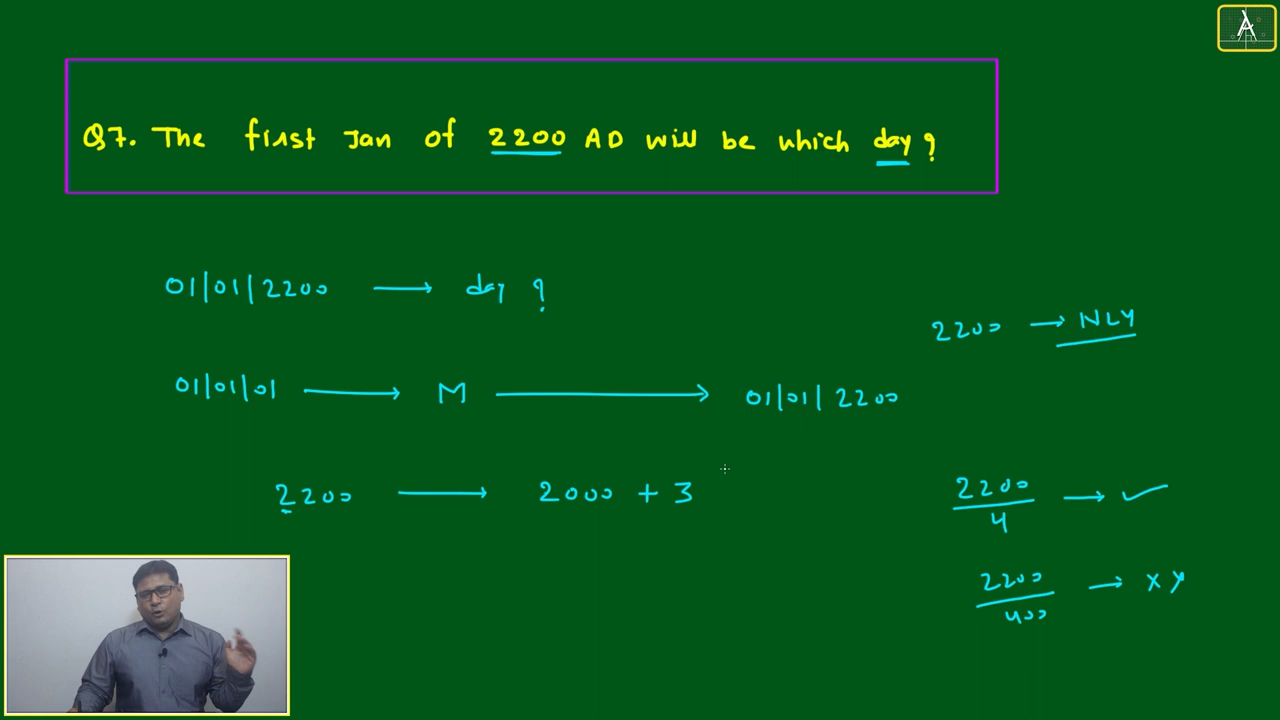 Q7. The first Jan of 2200 AD will be which day ?
01/01/2200 → day ?
2200 → NLY
01/01/01 → M → 01/01/2200
2200 → 2000 + 3
2200/4 → ✓
2200/400 → ×